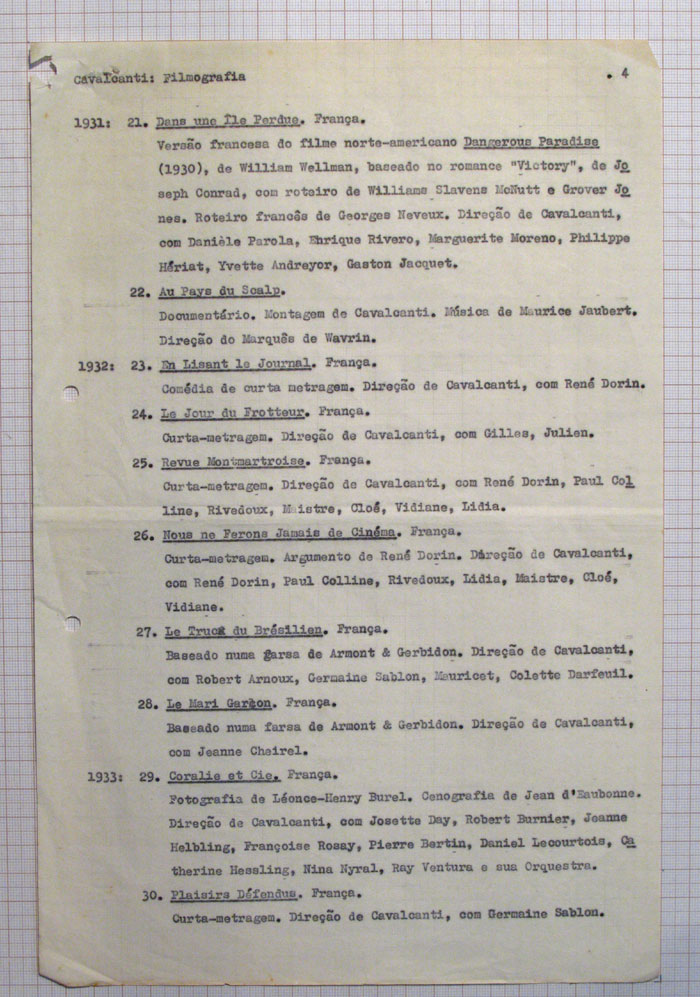 Cavalcanti: Filmografia . 4
1931: 21. Dans une Île Perdue. França.
Versão francesa do filme norte-americano Dangerous Paradise
(1930), de William Wellman, baseado no romance "Victory", de Jo
seph Conrad, com roteiro de Williams Slavens McNutt e Grover Jo
nes. Roteiro francês de Georges Neveux. Direção de Cavalcanti,
com Danièle Parola, Enrique Rivero, Marguerite Moreno, Philippe
Hériat, Yvette Andreyor, Gaston Jacquet.
22. Au Pays du Scalp.
Documentário. Montagem de Cavalcanti. Música de Maurice Jaubert.
Direção do Marquês de Wavrin.
1932: 23. En Lisant le Journal. França.
Comédia de curta metragem. Direção de Cavalcanti, com René Dorin.
24. Le Jour du Frotteur. França.
Curta-metragem. Direção de Cavalcanti, com Gilles, Julien.
25. Revue Montmartroise. França.
Curta-metragem. Direção de Cavalcanti, com René Dorin, Paul Col
line, Rivedoux, Maistre, Cloé, Vidiane, Lidia.
26. Nous ne Ferons Jamais de Cinéma. França.
Curta-metragem. Argumento de René Dorin. Direção de Cavalcanti,
com René Dorin, Paul Colline, Rivedoux, Lidia, Maistre, Cloé,
Vidiane.
27. Le Truc du Brésilien. França.
Baseado numa farsa de Armont & Gerbidon. Direção de Cavalcanti,
com Robert Arnoux, Germaine Sablon, Mauricet, Colette Darfeuil.
28. Le Mari Garçon. França.
Baseado numa farsa de Armont & Gerbidon. Direção de Cavalcanti,
com Jeanne Cheirel.
1933: 29. Coralie et Cie. França.
Fotografia de Léonce-Henry Burel. Cenografia de Jean d'Eaubonne.
Direção de Cavalcanti, com Josette Day, Robert Burnier, Jeanne
Helbling, Françoise Rosay, Pierre Bertin, Daniel Lecourtois, Ca
therine Hessling, Nina Nyral, Ray Ventura e sua Orquestra.
30. Plaisirs Défendus. França.
Curta-metragem. Direção de Cavalcanti, com Germaine Sablon.